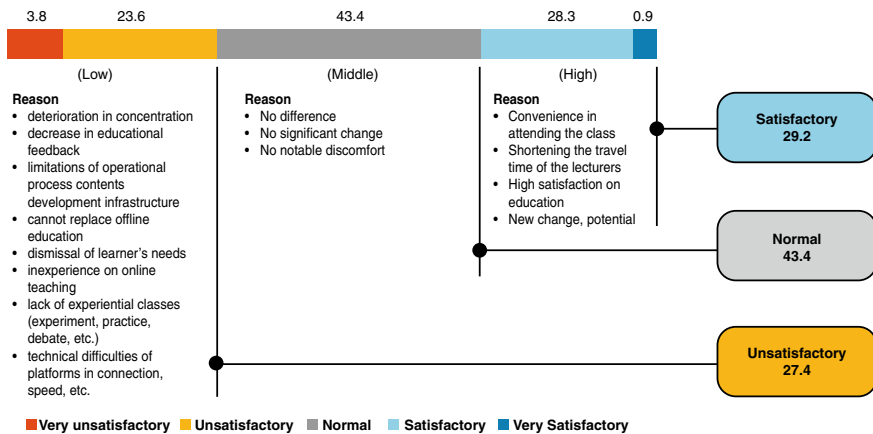 3.8 23.6 43.4 28.3 0.9
(Low)
Reason
• deterioration in concentration
• decrease in educational
feedback
• limitations of operational
process contents
development infrastructure
• cannot replace offline
education
• dismissal of learner's needs
• inexperience on online
teaching
• lack of experiential classes
(experiment, practice,
debate, etc.)
• technical difficulties of
platforms in connection,
speed, etc.
(Middle)
Reason
• No difference
• No significant change
• No notable discomfort
(High)
Reason
• Convenience in
attending the class
• Shortening the travel
time of the lecturers
• High satisfaction on
education
• New change, potential
Satisfactory
29.2
Normal
43.4
Unsatisfactory
27.4
Very unsatisfactory Unsatisfactory Normal Satisfactory Very Satisfactory